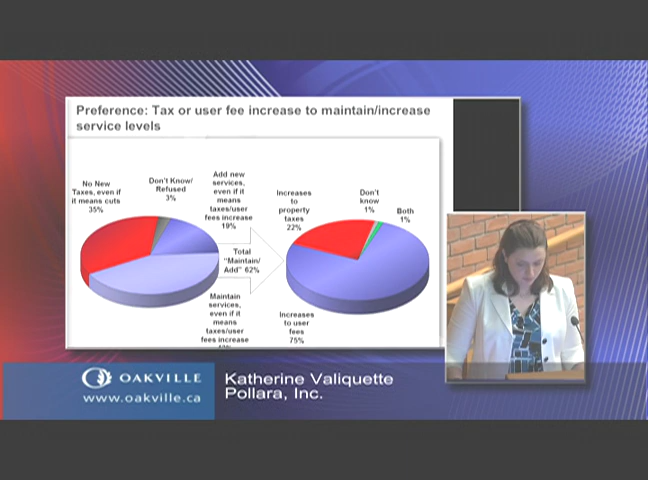 Preference: Tax or user fee increase to maintain/increase
service levels
No New
Taxes, even if
it means cuts
35%
Don't Know/
Refused
3%
Add new
services,
even if it
means
taxes/user
fees increase
19%
Total
"Maintain/
Add" 62%
Maintain
services,
even if it
means
taxes/user
fees increase
Increases
to
property
taxes
22%
Don't
know
1%
Both
1%
Increases
to user
fees
75%
OAKVILLE
www.oakville.ca
Katherine Valiquette
Pollara, Inc.